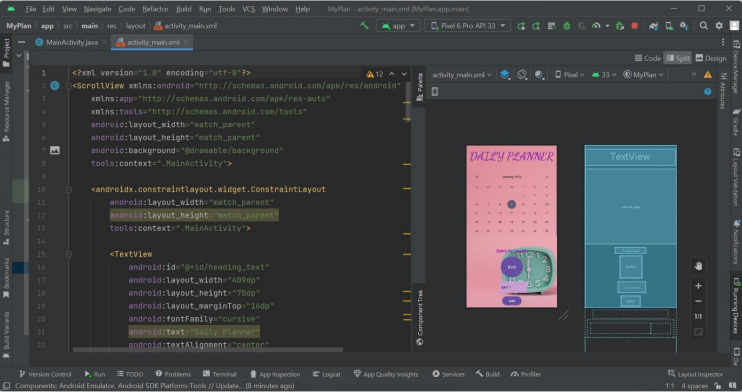 File Edit View Navigate Code Refactor Build Run Tools VCS Window Help MyPlan - activity_main.xml [MyPlan.app.main]
MyPlan app src main res layout activity_main.xml app Pixel 6 Pro API 33
MainActivity.java activity_main.xml
Code Split Design
<?xml version="1.0" encoding="utf-8"?>
12
activity_main.xml Pixel 33 MyPlan
<ScrollView xmlns:android="http://schemas.android.com/apk/res/android"
xmlns:app="http://schemas.android.com/apk/res-auto"
xmlns:tools="http://schemas.android.com/tools"
android:layout_width="match_parent"
android:layout_height="match_parent"
android:background="@drawable/background"
tools:context=".MainActivity">
<androidx.constraintlayout.widget.ConstraintLayout
android:layout_width="match_parent"
android:layout_height="match_parent"
tools:context=".MainActivity">
<TextView
android:id="@+id/heading_text"
android:layout_width="409dp"
android:layout_height="75dp"
android:layout_marginTop="16dp"
android:fontFamily="cursive"
android:text="Daily Planner"
android:textAlignment="center"
1
2
3
4
5
6
7
8
9
10
11
12
13
14
15
16
17
18
19
20
21
22
Project
Resource Manager
Structure
Bookmarks
Build Variants
Palette
Component Tree
DAILY PLANNER
TextView
1:1
Attributes
Device Manager
Gradle
Layout Validation
Notifications
Running Devices
Version Control Run TODO Problems Terminal App Inspection Logcat App Quality Insights Services Build Profiler Layout Inspector
Components: Android Emulator, Android SDK Platform-Tools // Update... (8 minutes ago) 1:1 4 spaces